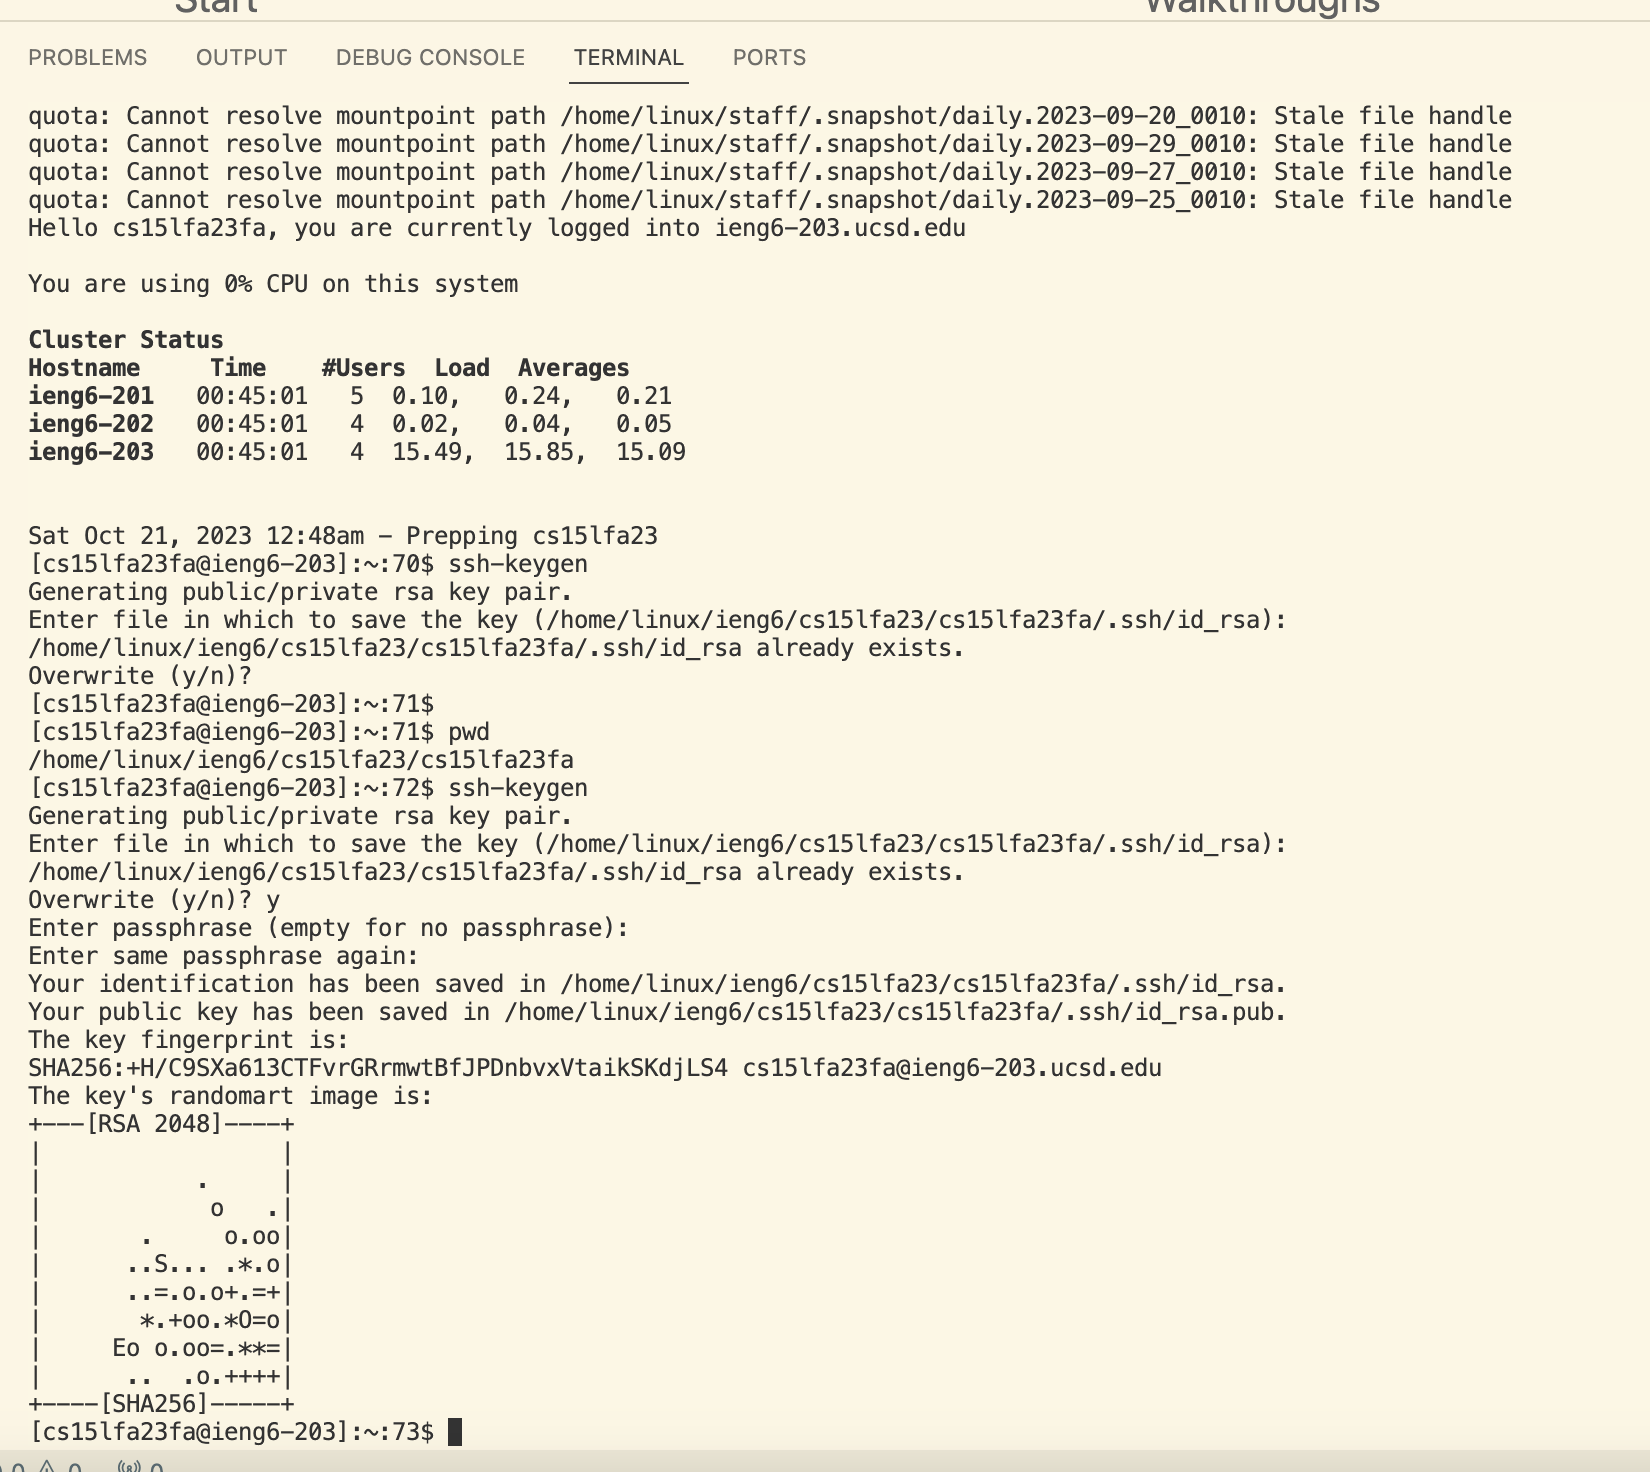 Start Walkthroughs
PROBLEMS OUTPUT DEBUG CONSOLE TERMINAL PORTS
quota: Cannot resolve mountpoint path /home/linux/staff/.snapshot/daily.2023-09-20_0010: Stale file handle
quota: Cannot resolve mountpoint path /home/linux/staff/.snapshot/daily.2023-09-29_0010: Stale file handle
quota: Cannot resolve mountpoint path /home/linux/staff/.snapshot/daily.2023-09-27_0010: Stale file handle
quota: Cannot resolve mountpoint path /home/linux/staff/.snapshot/daily.2023-09-25_0010: Stale file handle
Hello cs15lfa23fa, you are currently logged into ieng6-203.ucsd.edu
You are using 0% CPU on this system
Cluster Status
Hostname     Time    #Users  Load  Averages
ieng6-201   00:45:01   5  0.10,   0.24,   0.21
ieng6-202   00:45:01   4  0.02,   0.04,   0.05
ieng6-203   00:45:01   4  15.49,  15.85,  15.09
Sat Oct 21, 2023 12:48am - Prepping cs15lfa23
[cs15lfa23fa@ieng6-203]:~:70$ ssh-keygen
Generating public/private rsa key pair.
Enter file in which to save the key (/home/linux/ieng6/cs15lfa23/cs15lfa23fa/.ssh/id_rsa):
/home/linux/ieng6/cs15lfa23/cs15lfa23fa/.ssh/id_rsa already exists.
Overwrite (y/n)?
[cs15lfa23fa@ieng6-203]:~:71$
[cs15lfa23fa@ieng6-203]:~:71$ pwd
/home/linux/ieng6/cs15lfa23/cs15lfa23fa
[cs15lfa23fa@ieng6-203]:~:72$ ssh-keygen
Generating public/private rsa key pair.
Enter file in which to save the key (/home/linux/ieng6/cs15lfa23/cs15lfa23fa/.ssh/id_rsa):
/home/linux/ieng6/cs15lfa23/cs15lfa23fa/.ssh/id_rsa already exists.
Overwrite (y/n)? y
Enter passphrase (empty for no passphrase):
Enter same passphrase again:
Your identification has been saved in /home/linux/ieng6/cs15lfa23/cs15lfa23fa/.ssh/id_rsa.
Your public key has been saved in /home/linux/ieng6/cs15lfa23/cs15lfa23fa/.ssh/id_rsa.pub.
The key fingerprint is:
SHA256:+H/C9SXa613CTFvrGRrmwtBfJPDnbvxVtaikSKdjLS4 cs15lfa23fa@ieng6-203.ucsd.edu
The key's randomart image is:
+---[RSA 2048]----+
|                 |
|           .     |
|            o   .|
|       .     o.oo|
|      ..S... .*.o|
|      ..=.o.o+.=+|
|       *.+oo.*O=o|
|     Eo o.oo=.**=|
|      ..  .o.++++|
+----[SHA256]-----+
[cs15lfa23fa@ieng6-203]:~:73$
0 0 0